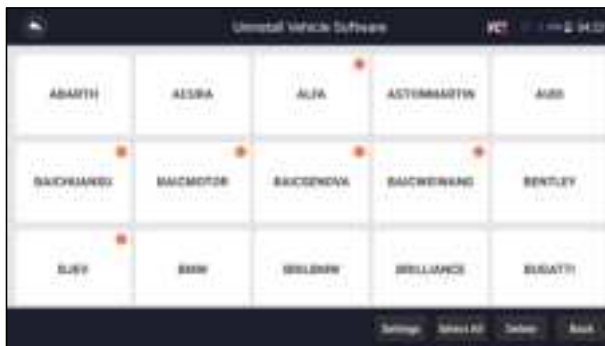 Uninstall Vehicle Software
ABARTH ACURA ALFA ASTONMARTIN AUDI
BAICHUANSU BAICMOTOR BAICSENOVA BAICWEIWANG BENTLEY
BJEV BMW BRILLIANCE BUGATTI
Settings Select All Delete Back